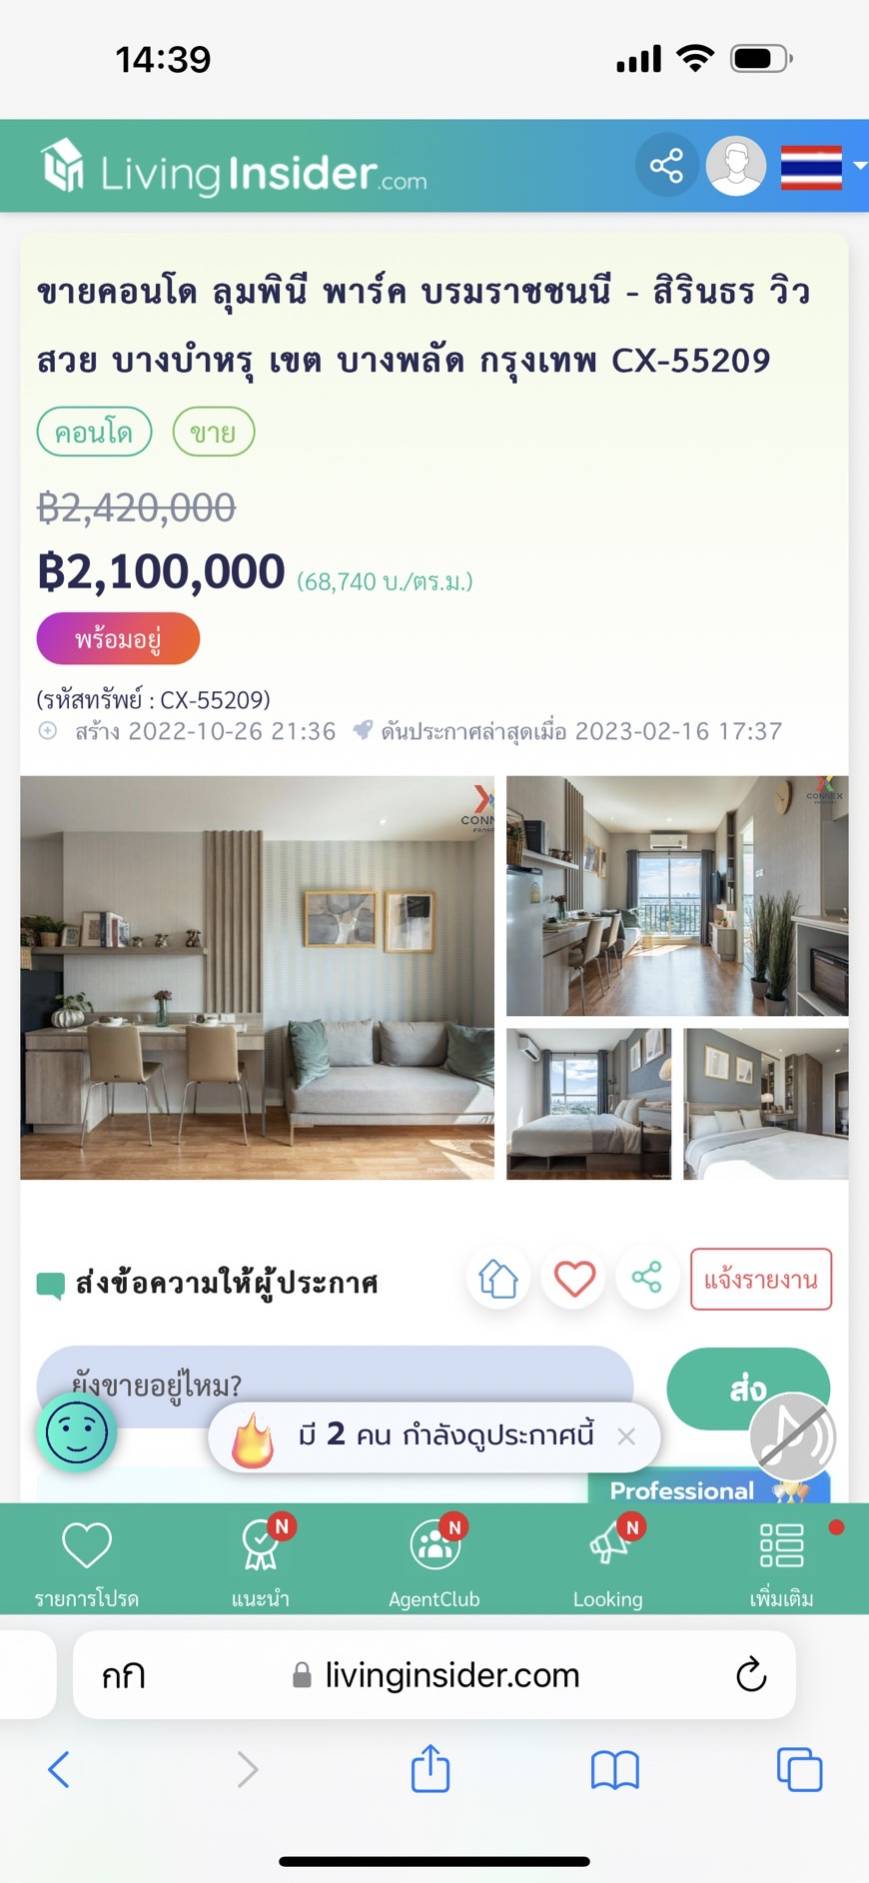 14:39
LivingInsider.com
ขายคอนโด ลุมพินี พาร์ค บรมราชชนนี - สิรินธร วิว
สวย บางบำหรุ เขต บางพลัด กรุงเทพ CX-55209
คอนโด ขาย
฿2,420,000
฿2,100,000 (68,740 บ./ตร.ม.)
พร้อมอยู่
(รหัสทรัพย์ : CX-55209)
สร้าง 2022-10-26 21:36 ดันประกาศล่าสุดเมื่อ 2023-02-16 17:37
CONN
CONNEX
ส่งข้อความให้ผู้ประกาศ
แจ้งรายงาน
ยังขายอยู่ไหม?
ส่ง
มี 2 คน กำลังดูประกาศนี้
Professional
N N N
รายการโปรด แนะนำ AgentClub Looking เพิ่มเติม
กก livinginsider.com